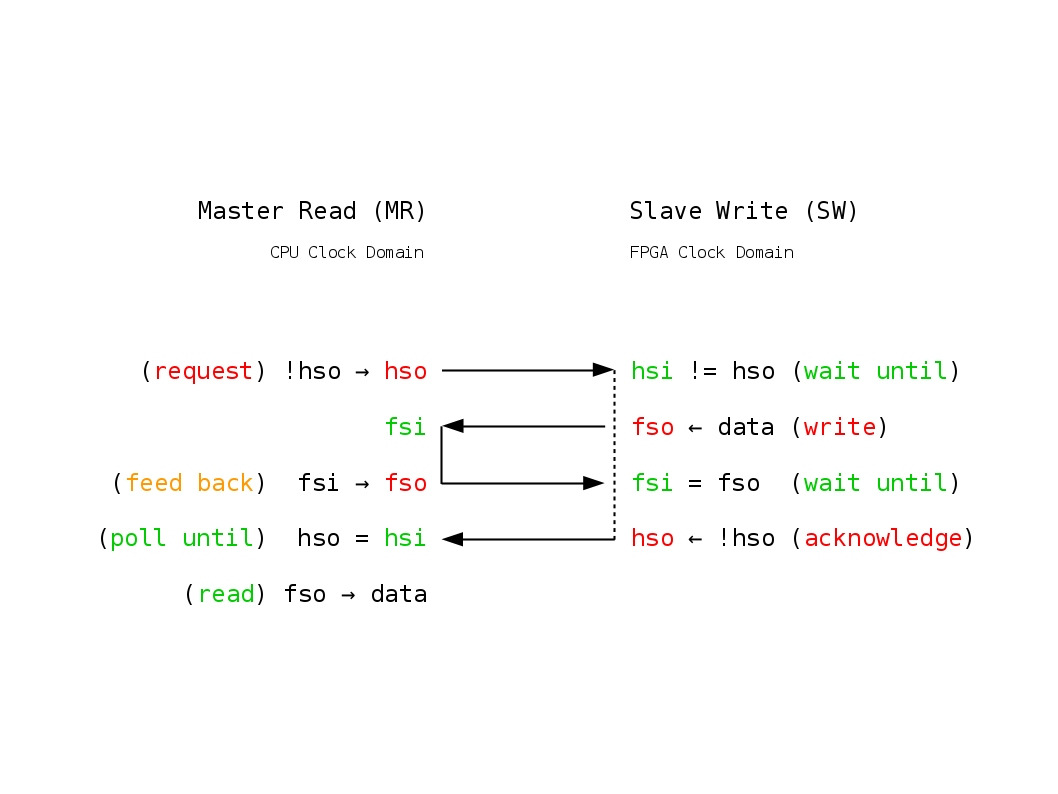 Master Read (MR) Slave Write (SW)
CPU Clock Domain FPGA Clock Domain
(request) !hso → hso hsi != hso (wait until)
fsi fso ← data (write)
(feed back) fsi → fso fsi = fso (wait until)
(poll until) hso = hsi hso ← !hso (acknowledge)
(read) fso → data